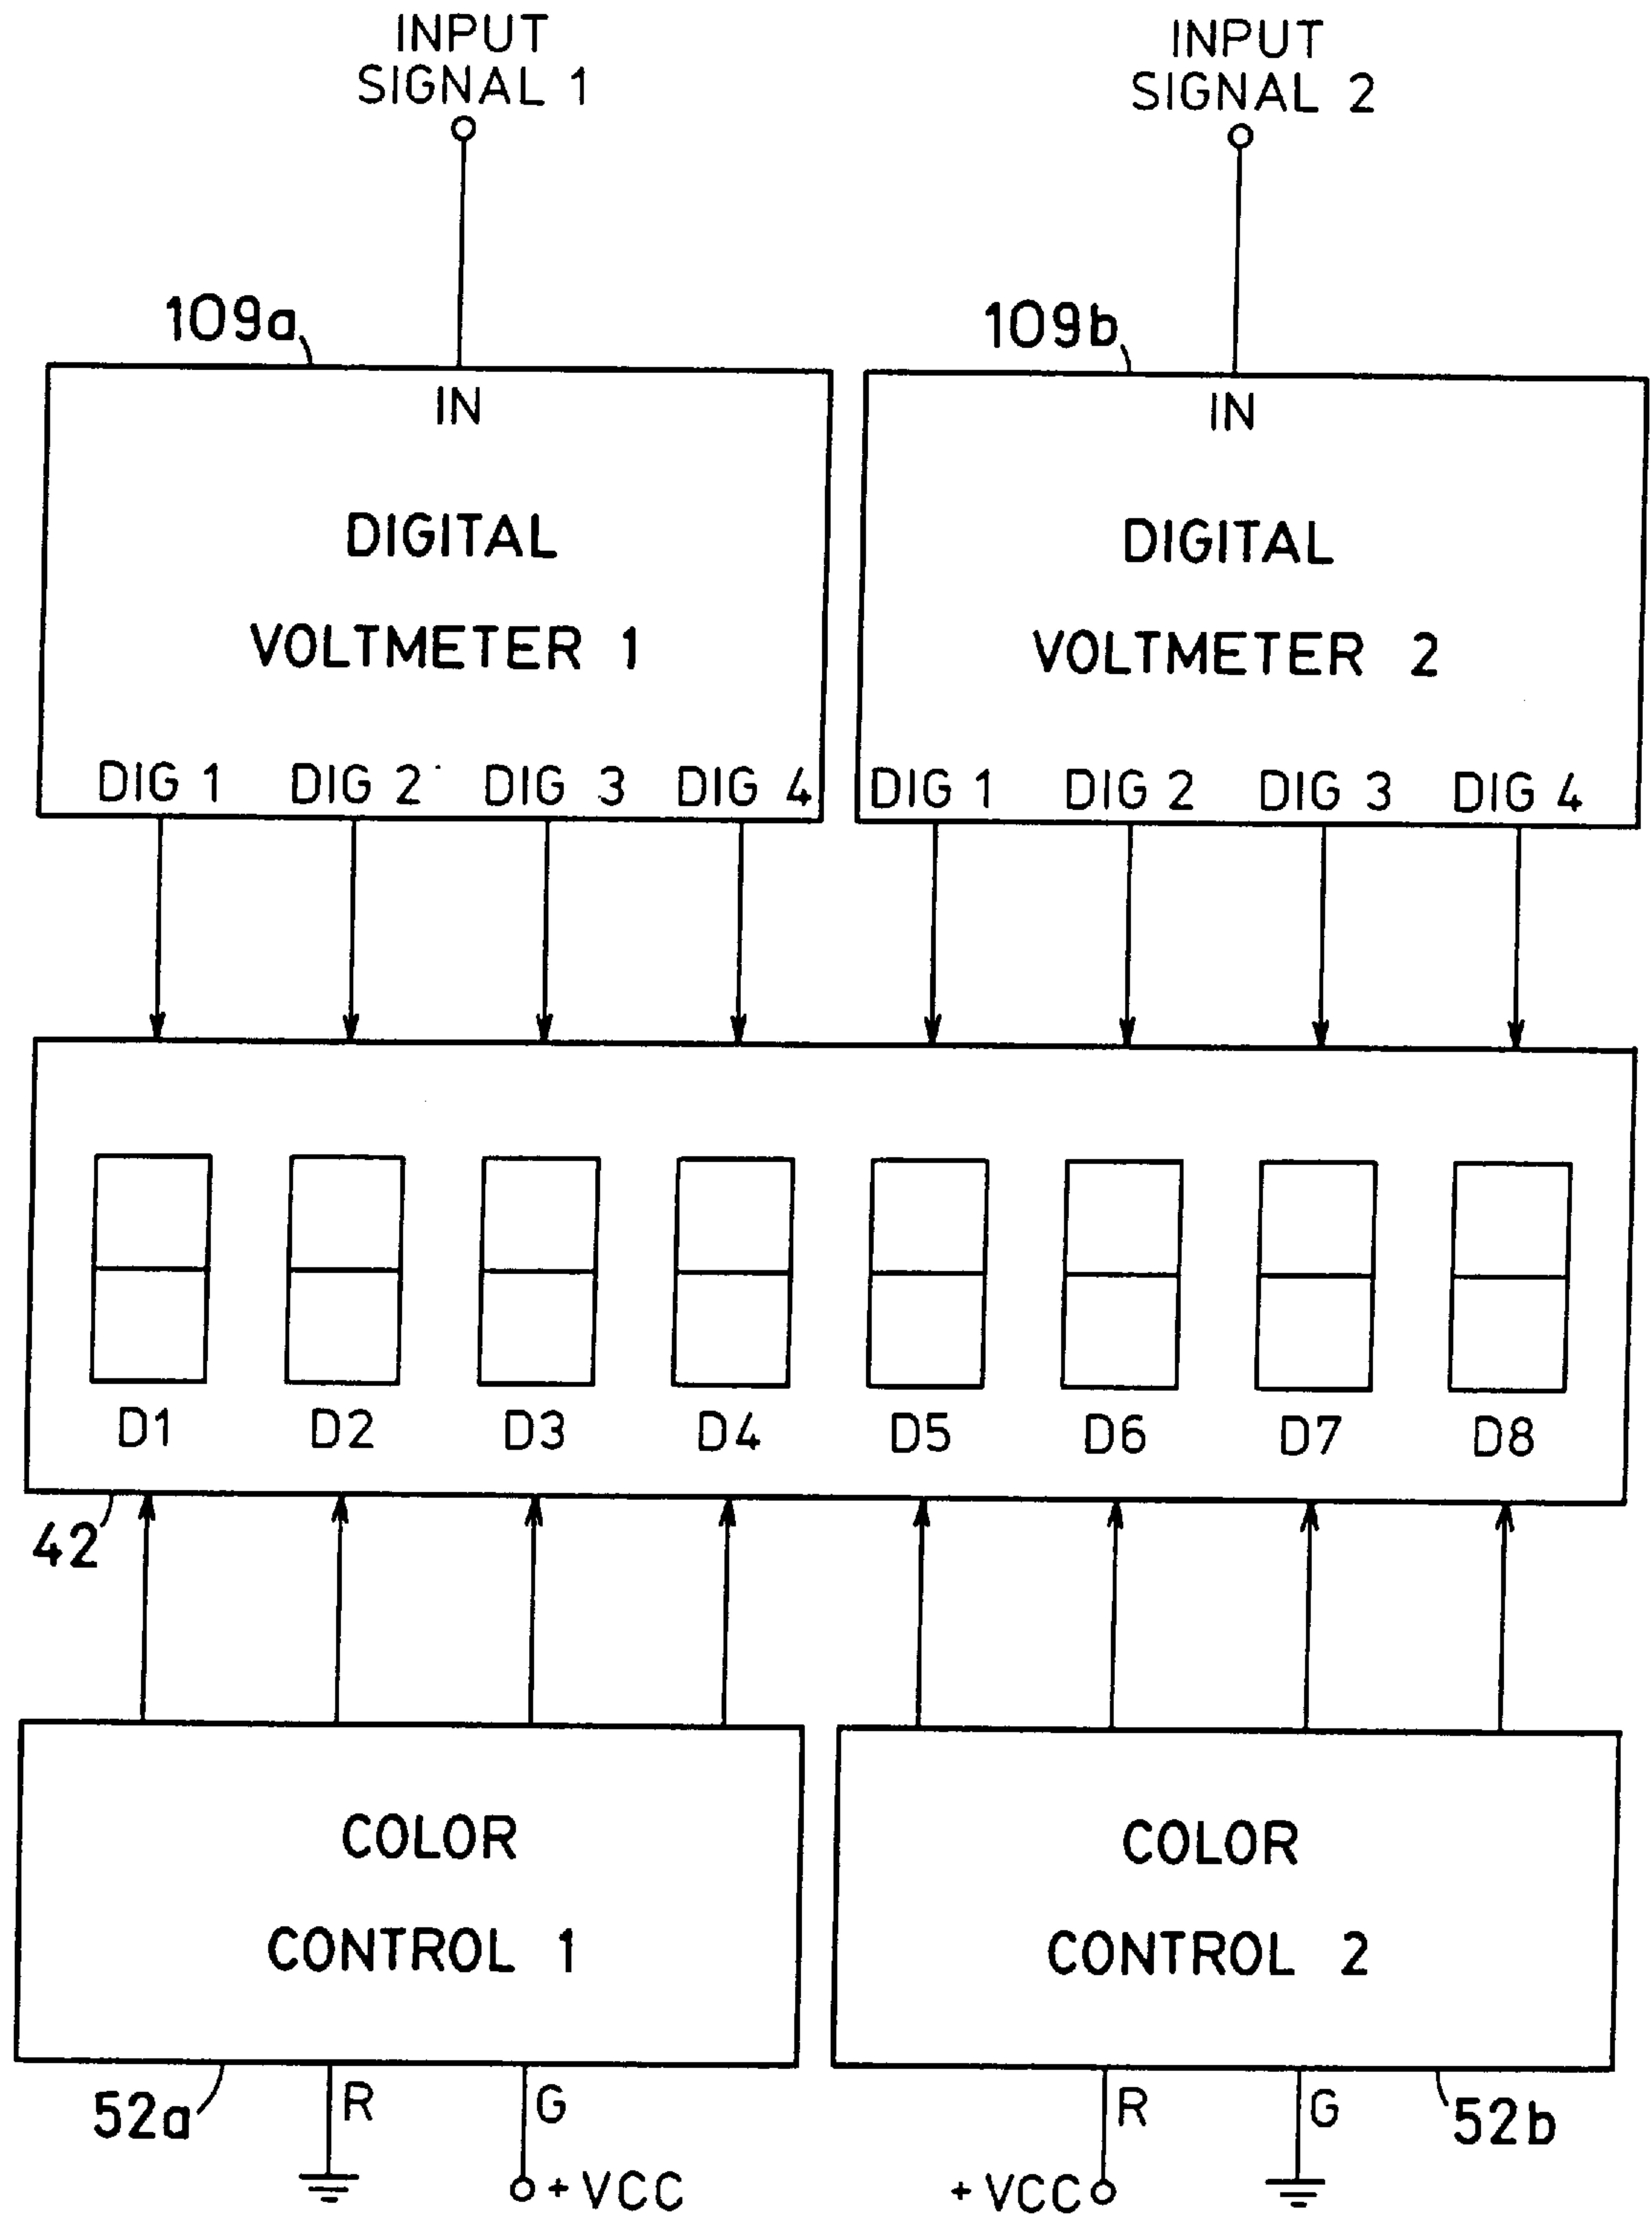 INPUT
SIGNAL 1
INPUT
SIGNAL 2
109a
109b
IN
IN
DIGITAL
VOLTMETER 1
DIGITAL
VOLTMETER 2
DIG 1 DIG 2 DIG 3 DIG 4
DIG 1 DIG 2 DIG 3 DIG 4
D1 D2 D3 D4 D5 D6 D7 D8
42
COLOR
CONTROL 1
COLOR
CONTROL 2
52a
R
G
R
G
52b
+VCC
+VCC